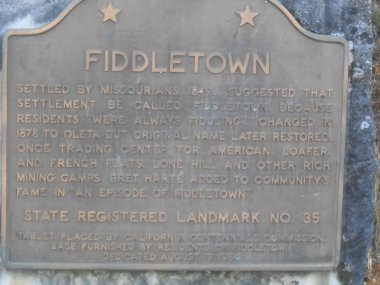 FIDDLETOWN
SETTLED BY MISSOURIANS 1849. SUGGESTED THAT
SETTLEMENT BE CALLED FIDDLETOWN BECAUSE
RESIDENTS "WERE ALWAYS FIDDLING". CHANGED IN
1878 TO OLETA BUT ORIGINAL NAME LATER RESTORED.
ONCE TRADING CENTER FOR AMERICAN, LOAFER,
AND FRENCH FLATS, LONE HILL, AND OTHER RICH
MINING CAMPS. BRET HARTE ADDED TO COMMUNITY'S
FAME IN "AN EPISODE OF FIDDLETOWN".
STATE REGISTERED LANDMARK NO. 35
TABLET PLACED BY CALIFORNIA CENTENNIALS COMMISSION.
BASE FURNISHED BY RESIDENTS OF FIDDLETOWN.
DEDICATED AUGUST